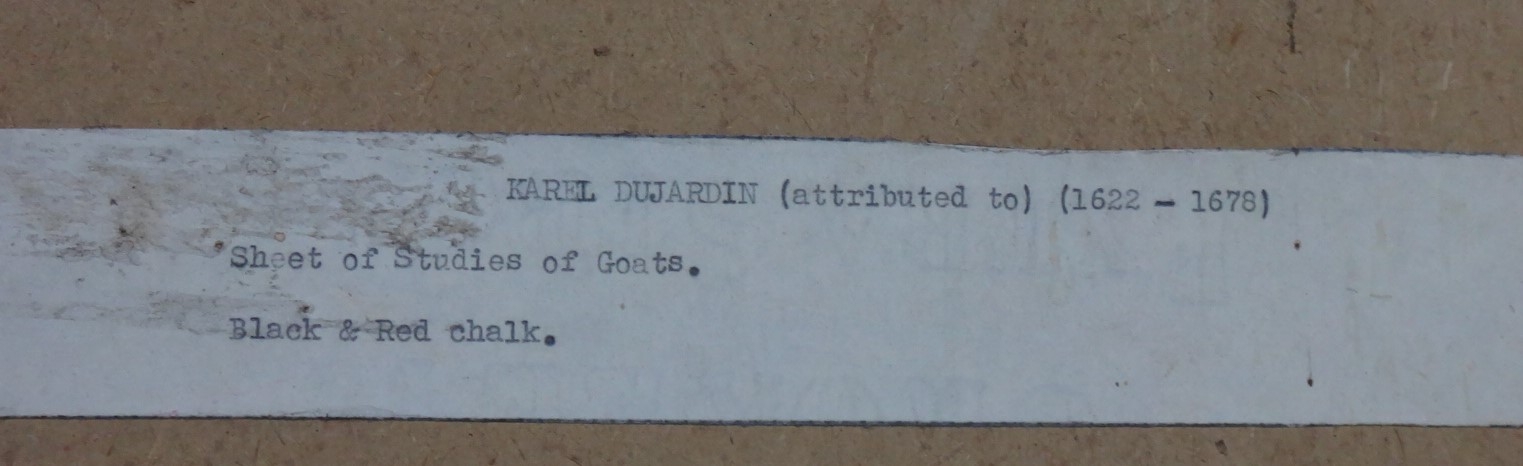 KAREL DUJARDIN (attributed to) (1622 - 1678)
Sheet of Studies of Goats.
Black & Red chalk.